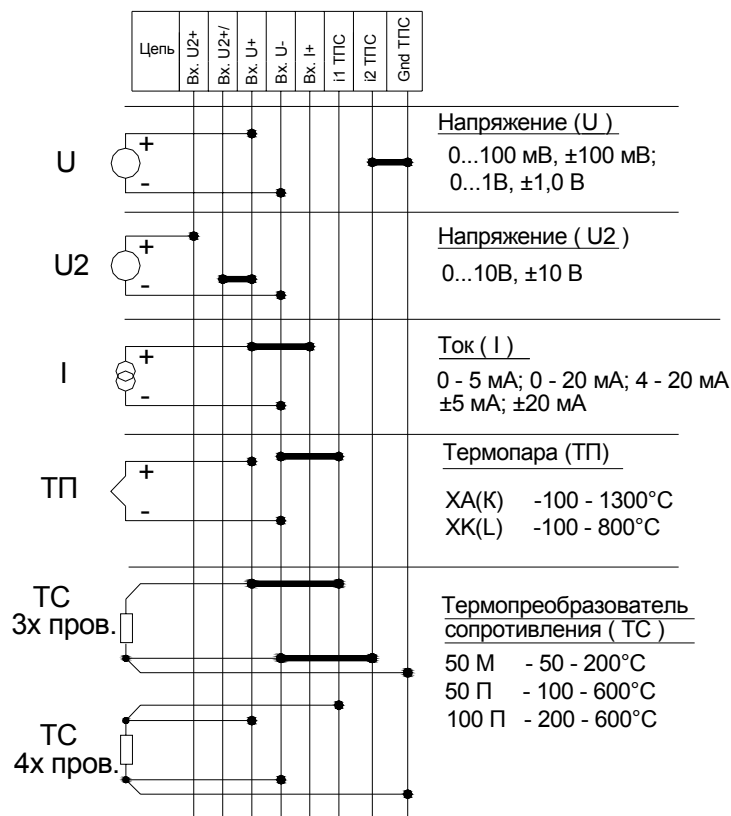 Цепь
Вх. U2+
Вх. U2+/
Вх. U+
Вх. U-
Вх. I+
i1 ТПС
i2 ТПС
Gnd ТПС
U
+
-
Напряжение (U )
0...100 мВ, ±100 мВ;
0...1В, ±1,0 В
U2
+
-
Напряжение ( U2 )
0...10В, ±10 В
I
+
-
Ток ( I )
0 - 5 мА; 0 - 20 мА; 4 - 20 мА
±5 мА; ±20 мА
ТП
+
-
Термопара (ТП)
ХА(К) -100 - 1300°C
ХК(L) -100 - 800°C
ТС
3х пров.
Термопреобразователь
сопротивления ( ТС )
50 М - 50 - 200°C
50 П - 100 - 600°C
100 П - 200 - 600°C
ТС
4х пров.